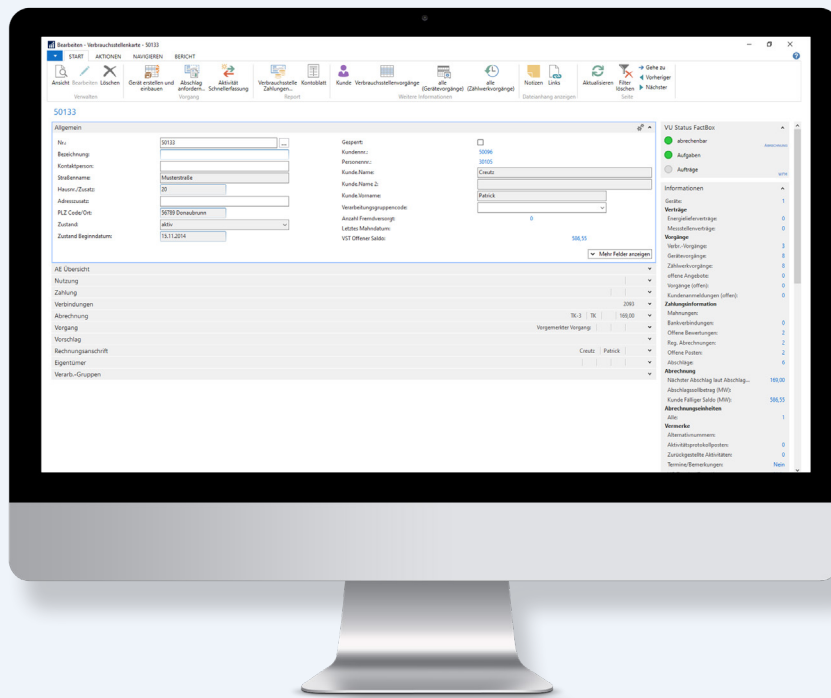 Bearbeiten - Verbrauchsstellenkarte - 50133
START AKTIONEN NAVIGIEREN BERICHT
Ansicht Bearbeiten Löschen
Verwalten
Gerät erstellen und einbauen
Abschlag anfordern...
Aktivität Schnellerfassung
Vorgang
Verbrauchsstelle Zahlungen...
Kontoblatt
Report
Kunde Verbrauchsstellenvorgänge
alle (Gerätevorgänge)
alle (Zählwerkvorgänge)
Weitere Informationen
Notizen Links
Dateianhang anzeigen
Aktualisieren
Filter löschen
Gehe zu
Vorheriger
Nächster
Seite
50133
Allgemein
Nr.: 50133 ...
Bezeichnung:
Kontaktperson:
Straßenname: Musterstraße
Hausnr./Zusatz: 20
Adresszusatz:
PLZ Code/Ort: 36789 Donaubrunn
Zustand: aktiv
Zustand Beginndatum: 15.11.2014
Gesperrt:
Kundennr.: 50096
Personennr.: 30105
Kunde.Name: Creutz
Kunde.Name 2:
Kunde.Vorname: Patrick
Verarbeitungsgruppencode:
Anzahl Fremdversorgt: 0
Letztes Mahndatum:
VST Offener Saldo: 586,55
Mehr Felder anzeigen
AE Übersicht
Nutzung
Zahlung
Verbindungen 2093
Abrechnung TK-3 TK 169,00
Vorgang Vorgemerkter Vorgang:
Vorschlag
Rechnungsanschrift Creutz Patrick
Eigentümer
Verarb.-Gruppen
VU Status FactBox
abrechenbar
Aufgaben
Aufträge
Informationen
Geräte: 1
Verträge
Energielieferverträge: 0
Messstellenverträge: 0
Vorgänge
Verbr.-Vorgänge: 3
Gerätevorgänge: 8
Zählwerkvorgänge: 8
offene Angebote: 0
Vorgänge (offen): 0
Kundenanmeldungen (offen): 0
Zahlungsinformation
Mahnungen:
Bankverbindungen: 0
Offene Bewertungen: 2
Reg. Abrechnungen: 2
Offene Posten: 2
Abschläge: 6
Abrechnung
Nächster Abschlag laut Abschlag... 169,00
Abschlagssollbetrag (MW):
Kunde Fälliger Saldo (MW): 586,55
Abrechnungseinheiten
Alle: 1
Vermerke
Alternativnummern:
Aktivitätsprotokollposten: 0
Zurückgestellte Aktivitäten: 0
Termine/Bemerkungen: Nein